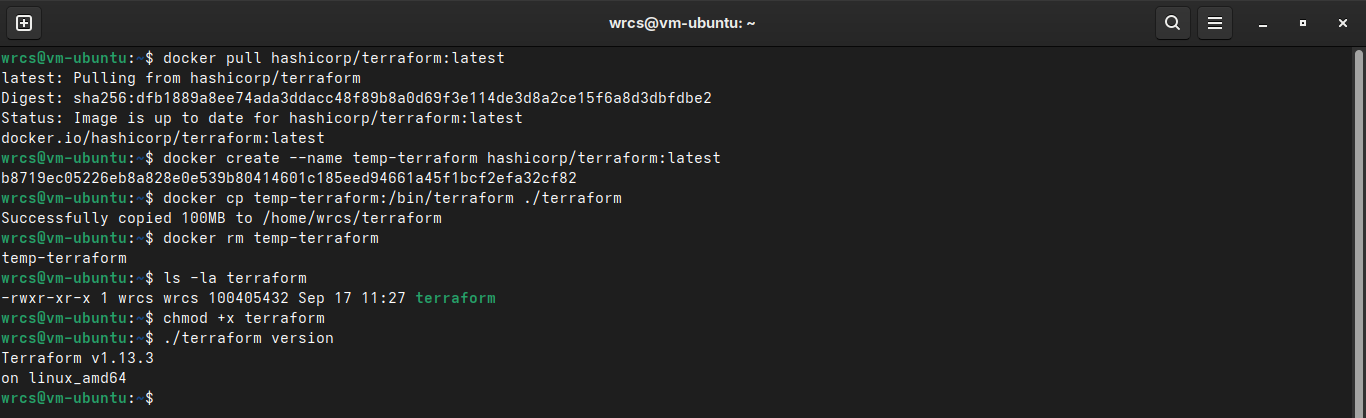 wrcs@vm-ubuntu: ~
wrcs@vm-ubuntu:~$ docker pull hashicorp/terraform:latest
latest: Pulling from hashicorp/terraform
Digest: sha256:dfb1889a8ee74ada3ddacc48f89b8a0d69f3e114de3d8a2ce15f6a8d3dbfdbe2
Status: Image is up to date for hashicorp/terraform:latest
docker.io/hashicorp/terraform:latest
wrcs@vm-ubuntu:~$ docker create --name temp-terraform hashicorp/terraform:latest
b8719ec05226eb8a828e0e539b80414601c185eed94661a45f1bcf2efa32cf82
wrcs@vm-ubuntu:~$ docker cp temp-terraform:/bin/terraform ./terraform
Successfully copied 100MB to /home/wrcs/terraform
wrcs@vm-ubuntu:~$ docker rm temp-terraform
temp-terraform
wrcs@vm-ubuntu:~$ ls -la terraform
-rwxr-xr-x 1 wrcs wrcs 100405432 Sep 17 11:27 terraform
wrcs@vm-ubuntu:~$ chmod +x terraform
wrcs@vm-ubuntu:~$ ./terraform version
Terraform v1.13.3
on linux_amd64
wrcs@vm-ubuntu:~$